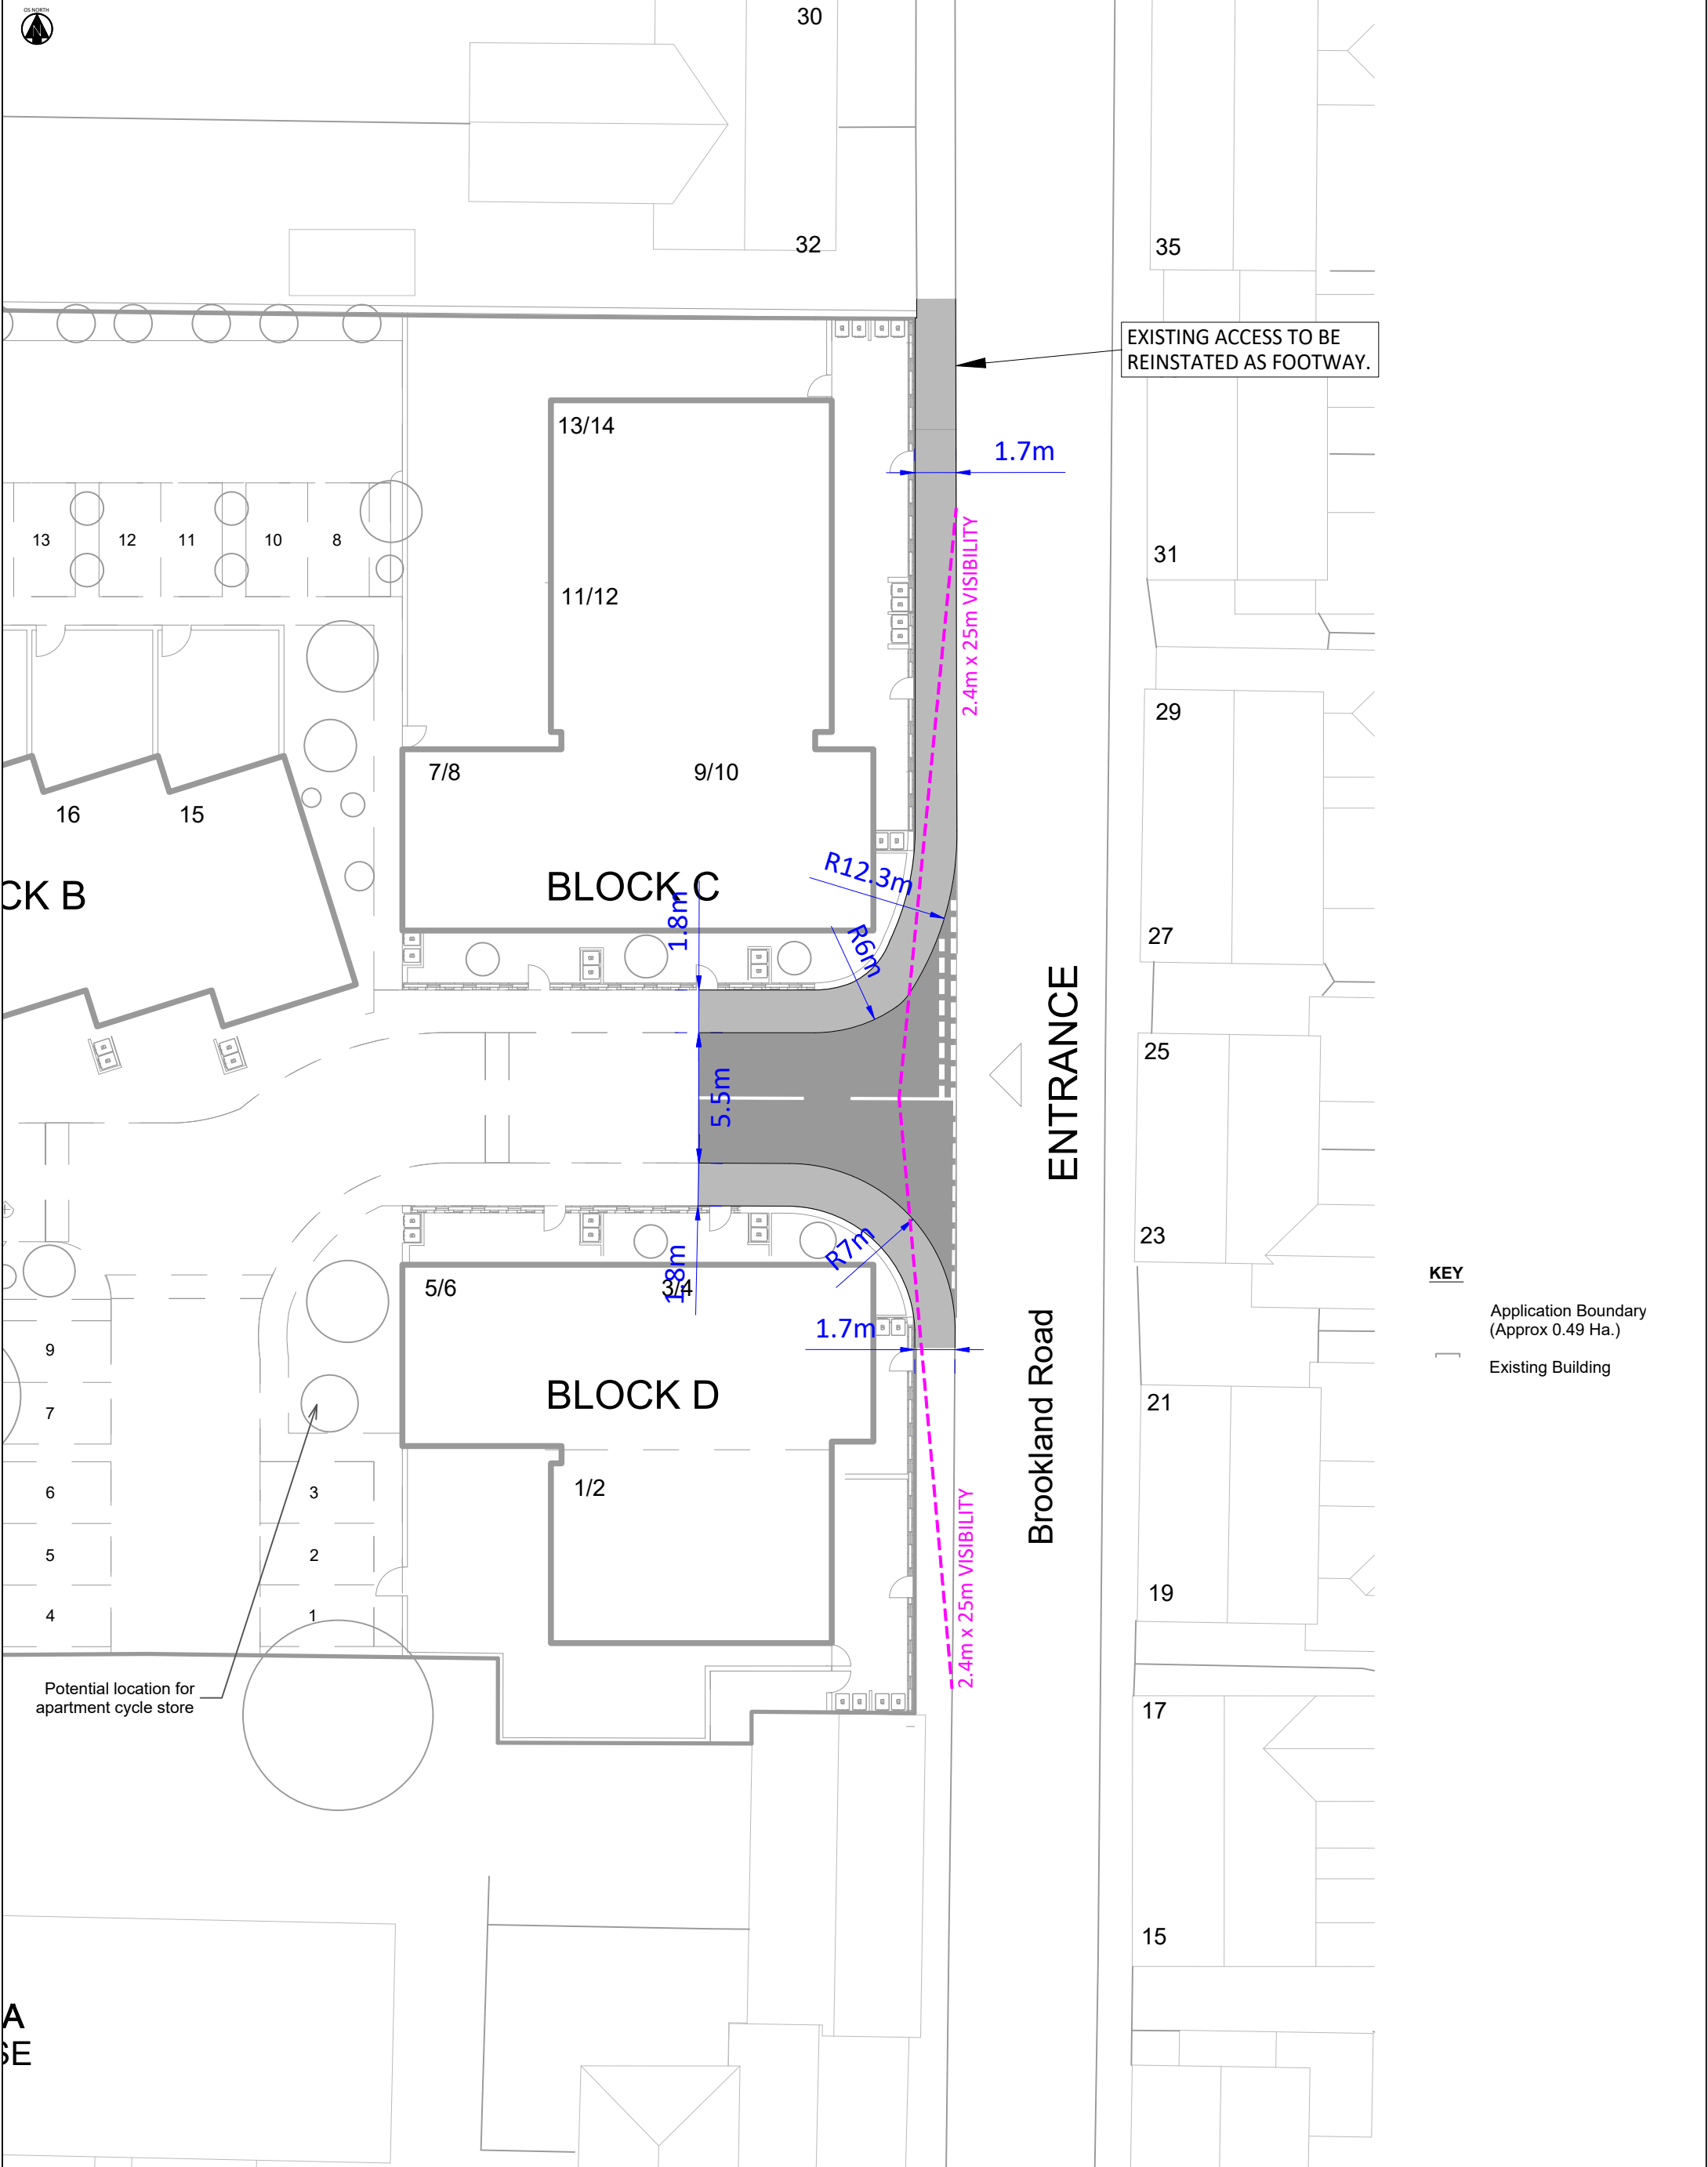 OS NORTH
N
30
32
35
EXISTING ACCESS TO BE
REINSTATED AS FOOTWAY.
13/14
1.7m
13
12
11
10
8
2.4m x 25m VISIBILITY
31
11/12
29
7/8
9/10
16
15
CK B
BLOCK C
R12.3m
1.8m
R6m
27
ENTRANCE
25
5.5m
23
R7m
1.8m
5/6
3/4
KEY
Application Boundary
(Approx 0.49 Ha.)
Existing Building
1.7m
9
7
BLOCK D
Brookland Road
21
6
3
1/2
5
2
4
1
2.4m x 25m VISIBILITY
19
Potential location for
apartment cycle store
17
15
A
SE